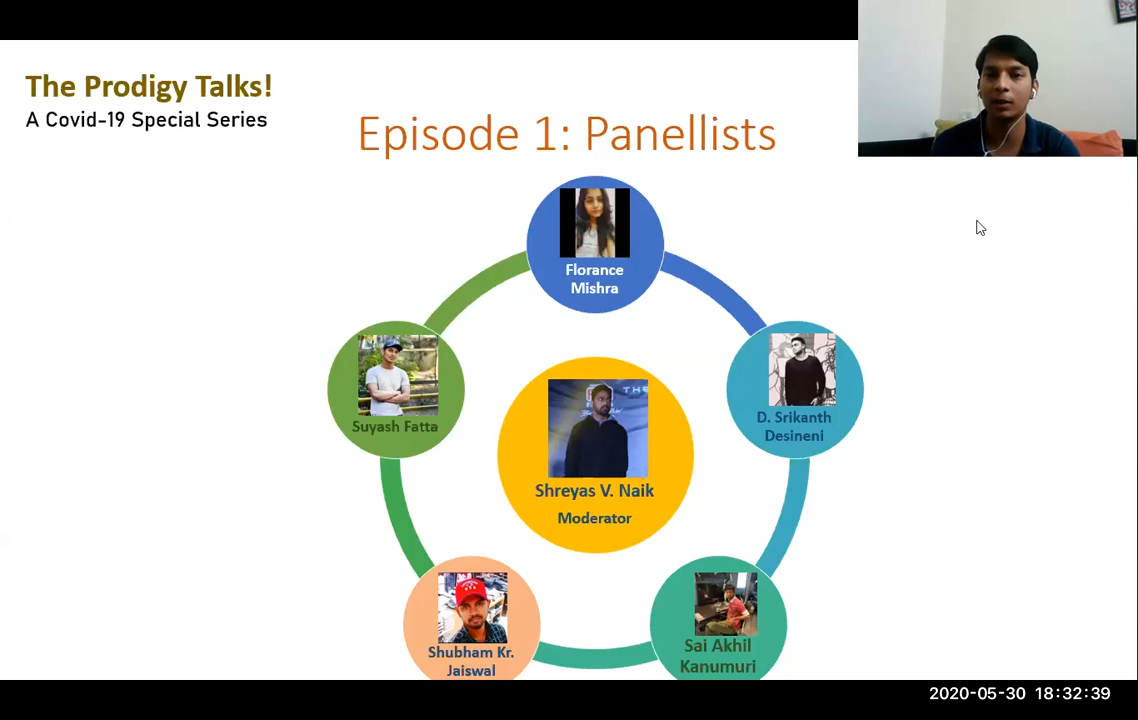 The Prodigy Talks!
A Covid-19 Special Series
Episode 1: Panellists
Florance
Mishra
Suyash Fatta
D. Srikanth
Desineni
Shreyas V. Naik
Moderator
Shubham Kr.
Jaiswal
Sai Akhil
Kanumuri
2020-05-30 18:32:39